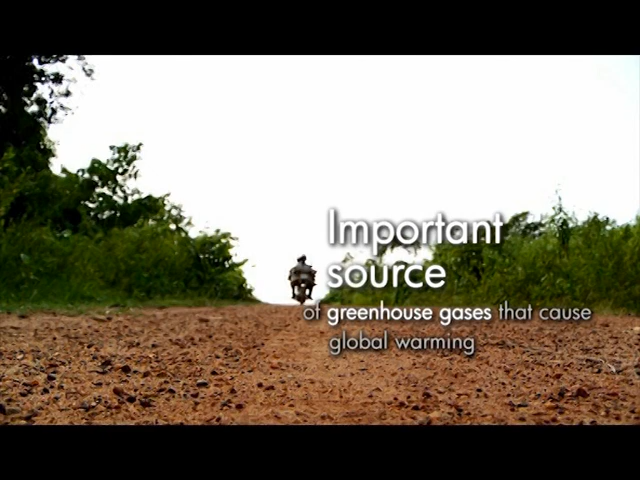 Important
source
of greenhouse gases that cause
global warming